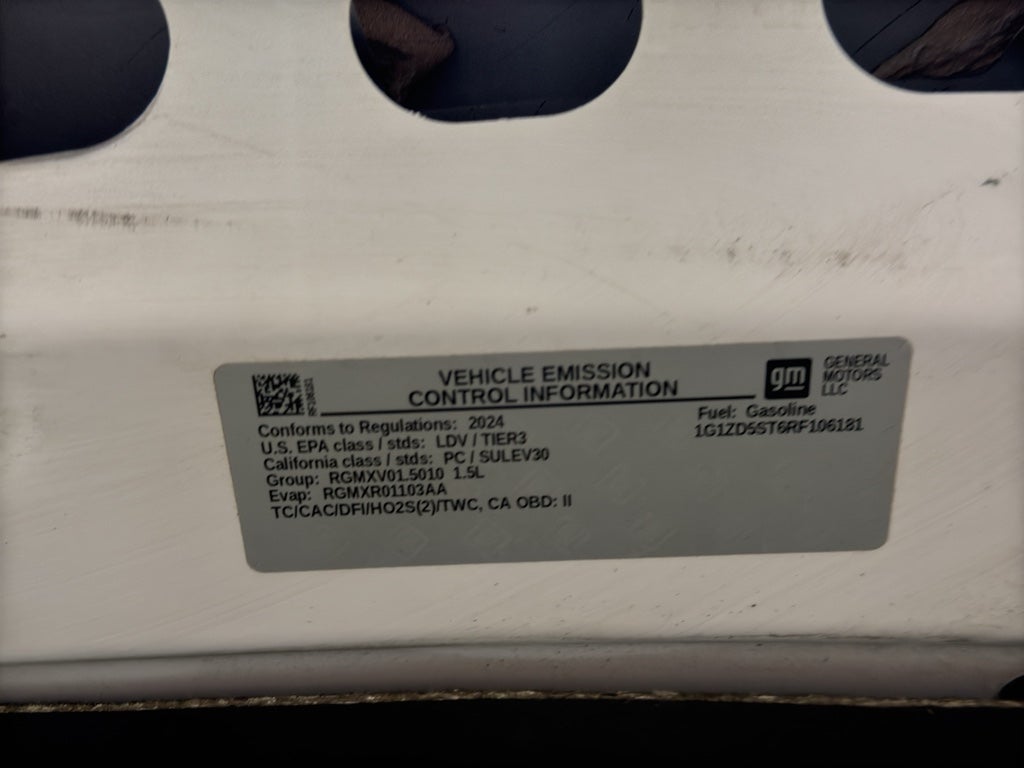 VEHICLE EMISSION
CONTROL INFORMATION
gm
GENERAL
MOTORS
LLC
Conforms to Regulations: 2024
U.S. EPA class / stds: LDV / TIER3
California class / stds: PC / SULEV30
Group: RGMXV01.5010 1.5L
Evap: RGMXR01103AA
TC/CAC/DFI/HO2S(2)/TWC, CA OBD: II
Fuel: Gasoline
1G1ZD5ST6RF106181